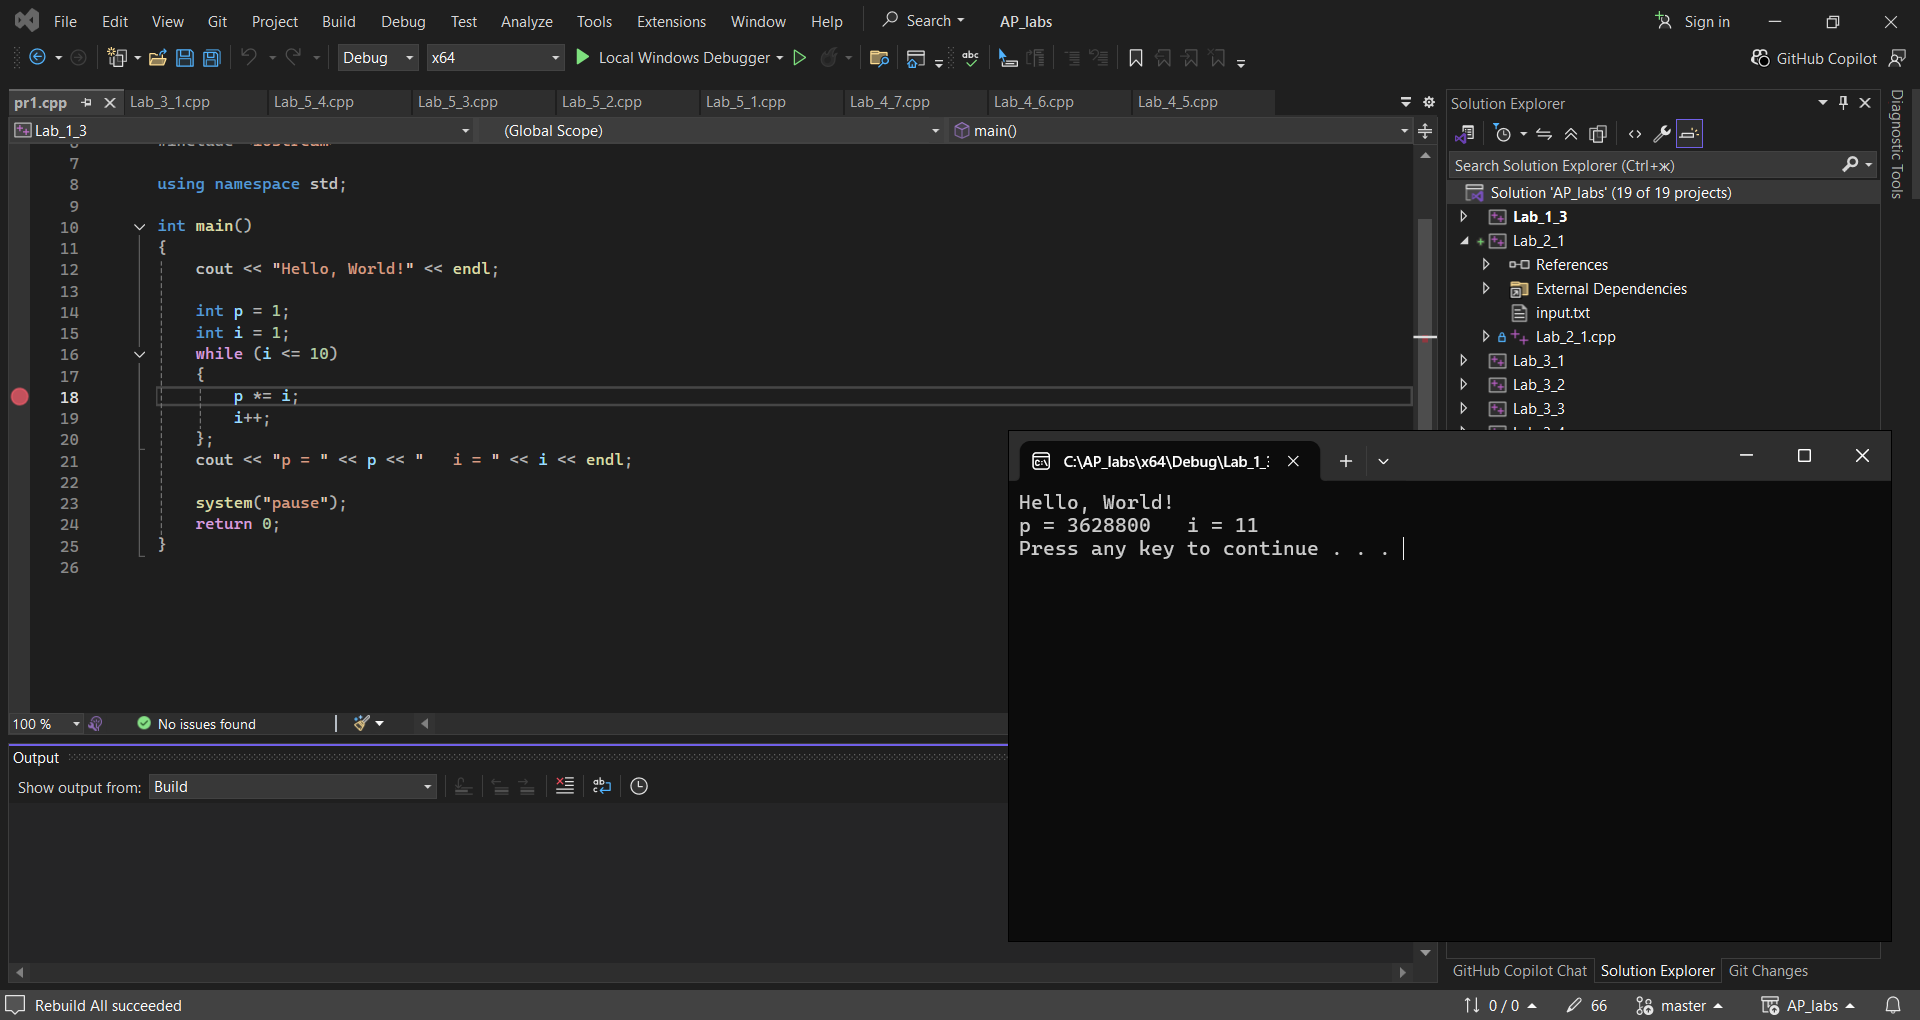 File Edit View Git Project Build Debug Test Analyze Tools Extensions Window Help Search AP_labs Sign in
Debug x64 Local Windows Debugger GitHub Copilot
pr1.cpp Lab_3_1.cpp Lab_5_4.cpp Lab_5_3.cpp Lab_5_2.cpp Lab_5_1.cpp Lab_4_7.cpp Lab_4_6.cpp Lab_4_5.cpp
Lab_1_3 (Global Scope) main()
7
8 using namespace std;
9
10 int main()
11 {
12 cout << "Hello, World!" << endl;
13
14 int p = 1;
15 int i = 1;
16 while (i <= 10)
17 {
18 p *= i;
19 i++;
20 };
21 cout << "p = " << p << "   i = " << i << endl;
22
23 system("pause");
24 return 0;
25 }
26
100 % No issues found
Output
Show output from: Build
Solution Explorer
Search Solution Explorer (Ctrl+ж)
Solution 'AP_labs' (19 of 19 projects)
Lab_1_3
Lab_2_1
References
External Dependencies
input.txt
Lab_2_1.cpp
Lab_3_1
Lab_3_2
Lab_3_3
Diagnostic Tools
C:\AP_labs\x64\Debug\Lab_1_
Hello, World!
p = 3628800   i = 11
Press any key to continue . . .
GitHub Copilot Chat Solution Explorer Git Changes
Rebuild All succeeded 0 / 0 66 master AP_labs